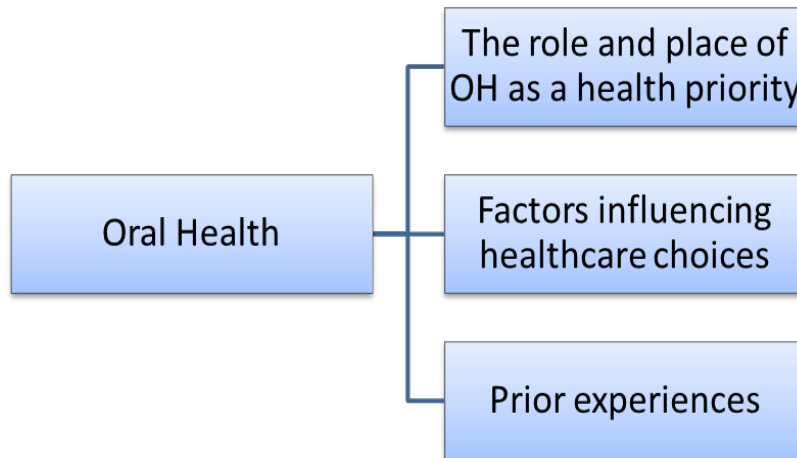 The role and place of
OH as a health priority
Oral Health
Factors influencing
healthcare choices
Prior experiences